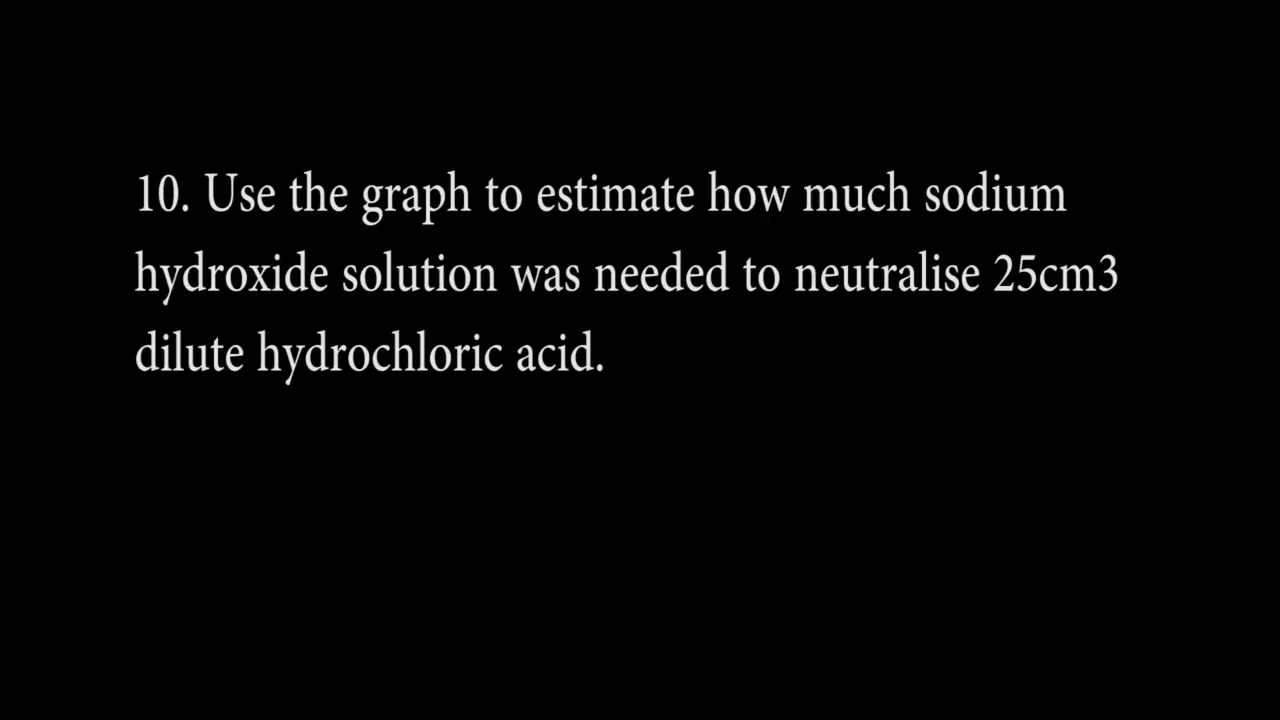 10. Use the graph to estimate how much sodium
hydroxide solution was needed to neutralise 25cm3
dilute hydrochloric acid.